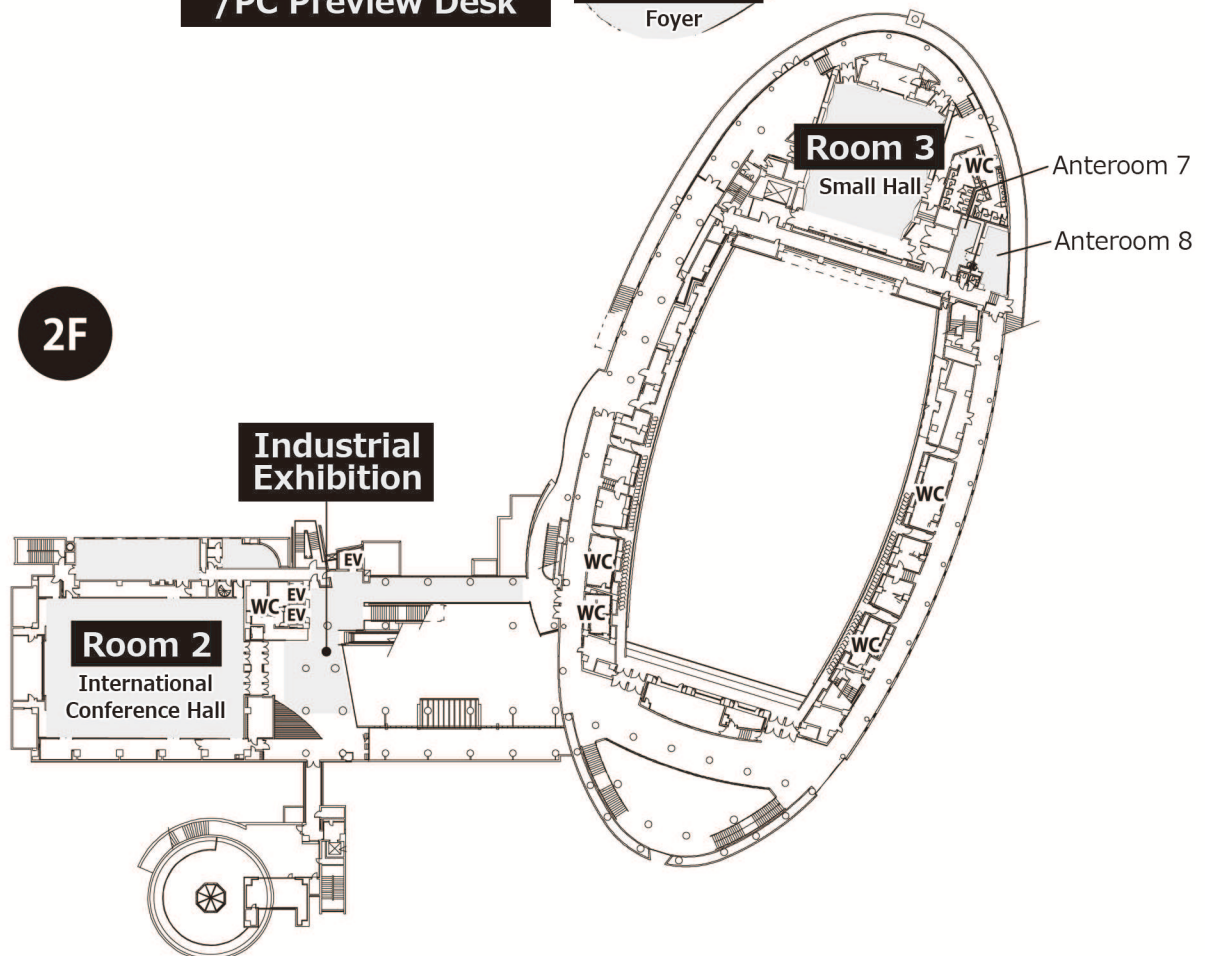 /PC Preview Desk
Foyer
Room 3
Small Hall
WC
Anteroom 7
Anteroom 8
2F
Industrial
Exhibition
WC
EV
WC
EV
WC
EV
WC
Room 2
International
Conference Hall
WC